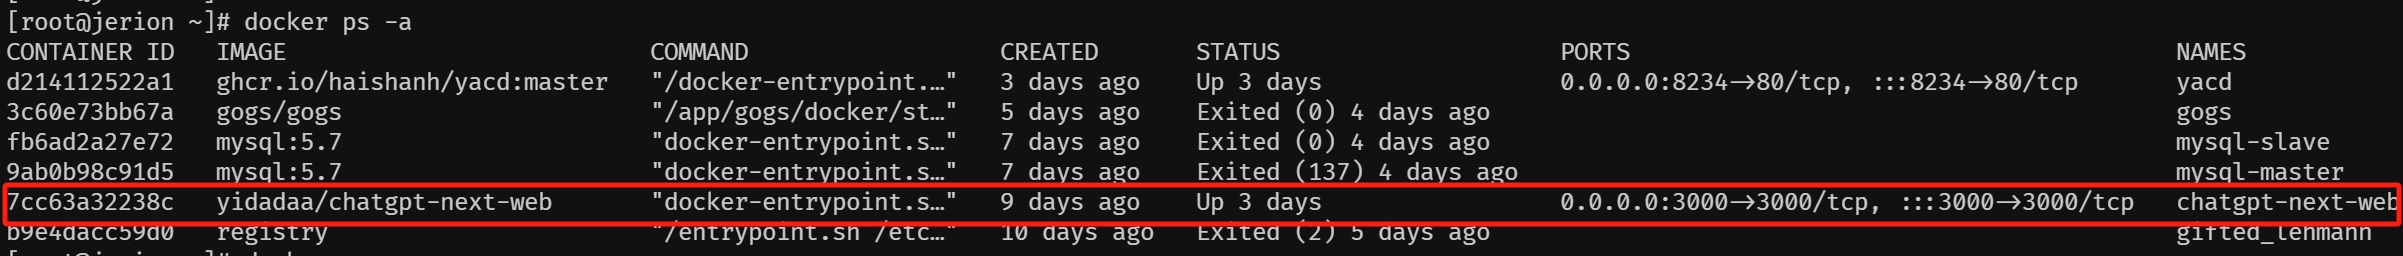 [root@jerion ~]# docker ps -a
CONTAINER ID   IMAGE                          COMMAND                  CREATED       STATUS                    PORTS                                       NAMES
d214112522a1   ghcr.io/haishanh/yacd:master   "/docker-entrypoint.…"   3 days ago    Up 3 days                 0.0.0.0:8234->80/tcp, :::8234->80/tcp       yacd
3c60e73bb67a   gogs/gogs                      "/app/gogs/docker/st…"   5 days ago    Exited (0) 4 days ago                                                 gogs
fb6ad2a27e72   mysql:5.7                      "docker-entrypoint.s…"   7 days ago    Exited (0) 4 days ago                                                 mysql-slave
9ab0b98c91d5   mysql:5.7                      "docker-entrypoint.s…"   7 days ago    Exited (137) 4 days ago                                               mysql-master
7cc63a32238c   yidadaa/chatgpt-next-web       "docker-entrypoint.s…"   9 days ago    Up 3 days                 0.0.0.0:3000->3000/tcp, :::3000->3000/tcp   chatgpt-next-web
b9e4dacc59d0   registry                       "/entrypoint.sh /etc…"   10 days ago   Exited (2) 5 days ago                                                 gifted_lehmann